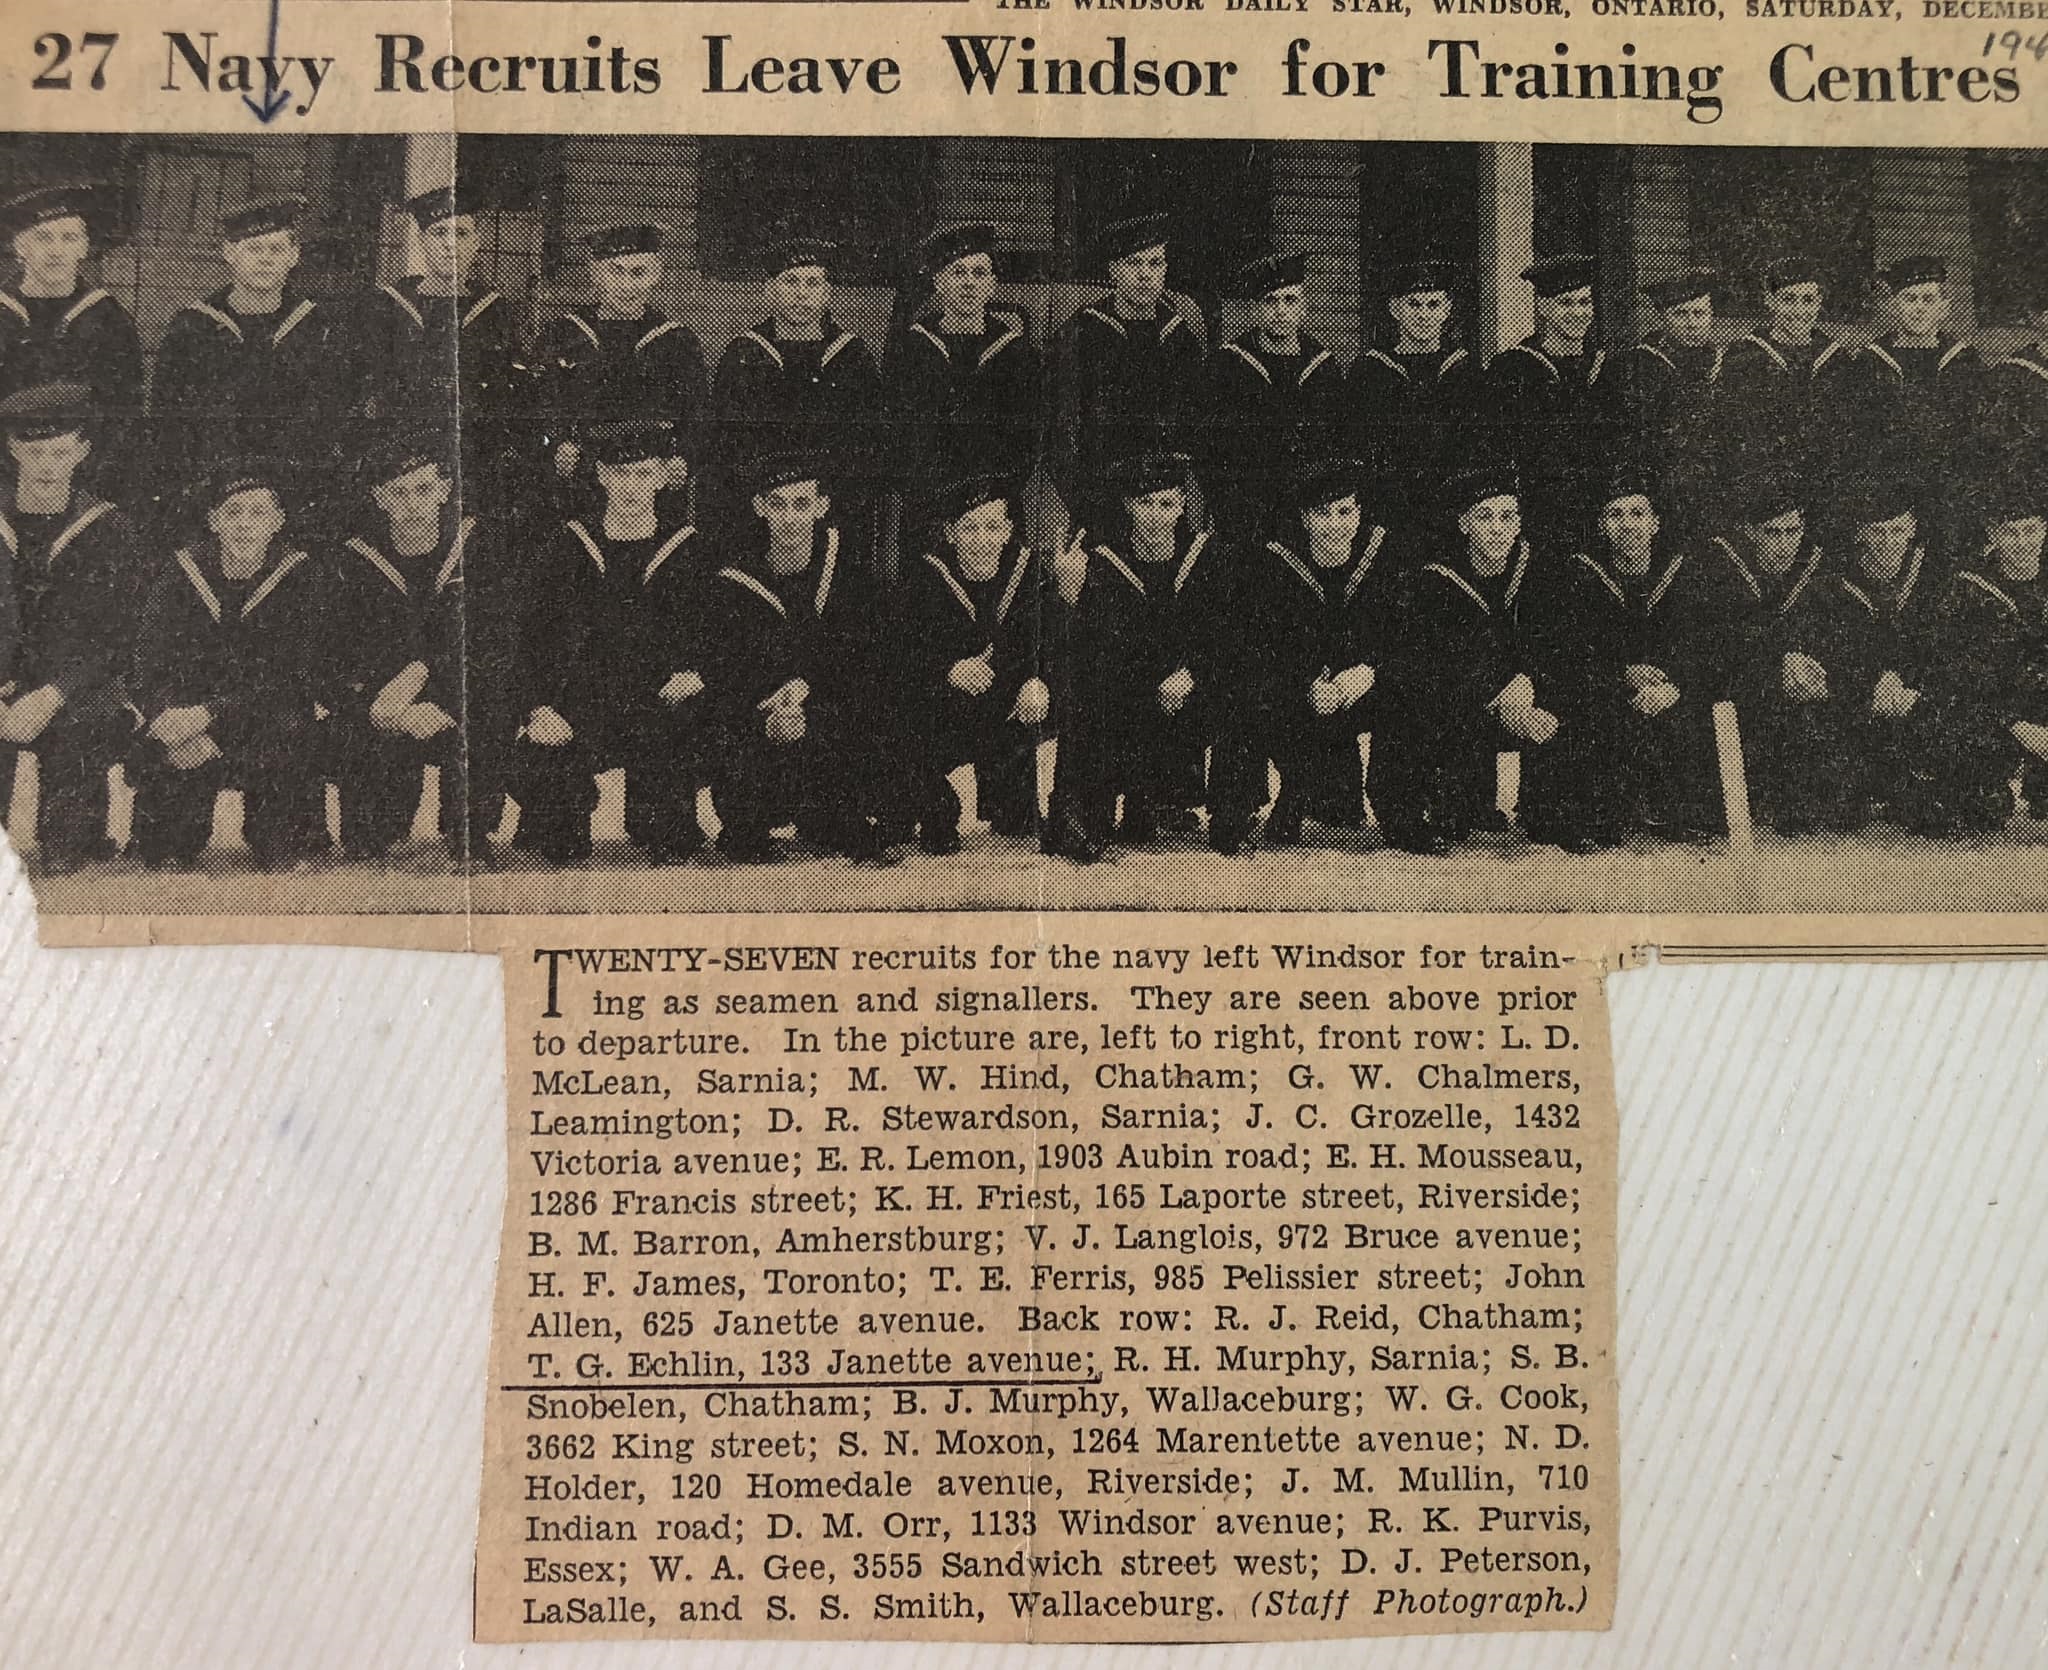 THE WINDSOR DAILY STAR, WINDSOR, ONTARIO, SATURDAY, DECEMBE
194
27 Navy Recruits Leave Windsor for Training Centres
TWENTY-SEVEN recruits for the navy left Windsor for train-
ing as seamen and signallers. They are seen above prior
to departure. In the picture are, left to right, front row: L. D.
McLean, Sarnia; M. W. Hind, Chatham; G. W. Chalmers,
Leamington; D. R. Stewardson, Sarnia; J. C. Grozelle, 1432
Victoria avenue; E. R. Lemon, 1903 Aubin road; E. H. Mousseau,
1286 Francis street; K. H. Friest, 165 Laporte street, Riverside;
B. M. Barron, Amherstburg; V. J. Langlois, 972 Bruce avenue;
H. F. James, Toronto; T. E. Ferris, 985 Pelissier street; John
Allen, 625 Janette avenue. Back row: R. J. Reid, Chatham;
T. G. Echlin, 133 Janette avenue; R. H. Murphy, Sarnia; S. B.
Snobelen, Chatham; B. J. Murphy, Wallaceburg; W. G. Cook,
3662 King street; S. N. Moxon, 1264 Marentette avenue; N. D.
Holder, 120 Homedale avenue, Riverside; J. M. Mullin, 710
Indian road; D. M. Orr, 1133 Windsor avenue; R. K. Purvis,
Essex; W. A. Gee, 3555 Sandwich street west; D. J. Peterson,
LaSalle, and S. S. Smith, Wallaceburg. (Staff Photograph.)